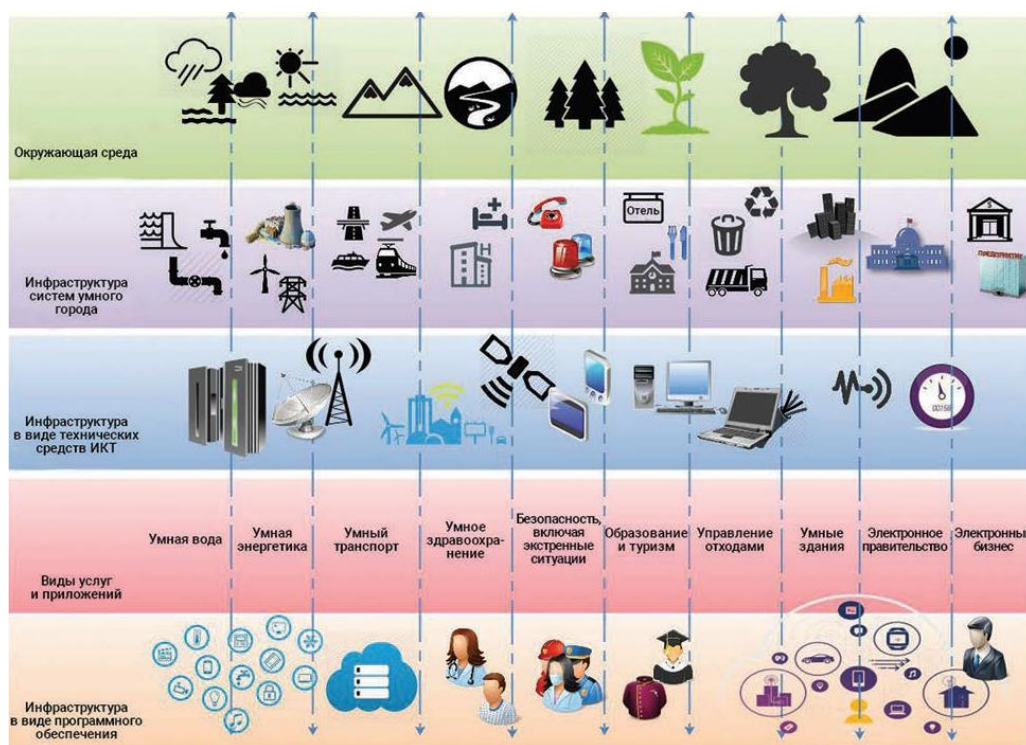 Окружающая среда
Отель
ПРЕДПРИЯТИЕ
Инфраструктура
систем умного
города
00158
Инфраструктура
в виде технических
средств ИКТ
Умная вода
Умная
энергетика
Умный
транспорт
Умное
здравоохра-
нение
Безопасность,
включая
экстренные
ситуации
Образование
и туризм
Управление
отходами
Умные
здания
Электронное
правительство
Электронны
бизнес
Виды услуг
и приложений
Инфраструктура
в виде программного
обеспечения